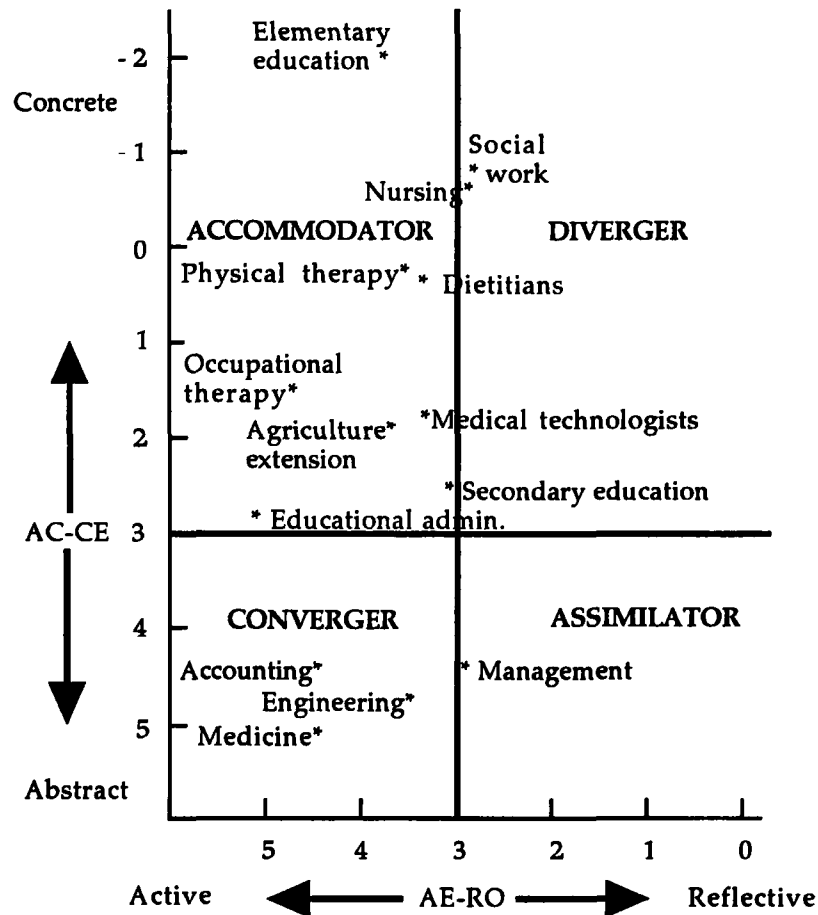 Elementary
education *
- 2
Concrete
- 1
Social
* work
Nursing*
ACCOMMODATOR
DIVERGER
0
Physical therapy*
* Dietitians
1
Occupational
therapy*
*Medical technologists
Agriculture*
extension
2
* Secondary education
* Educational admin.
AC-CE
3
CONVERGER
ASSIMILATOR
4
Accounting*
* Management
Engineering*
Medicine*
5
Abstract
5 4 3 2 1 0
Active
AE-RO
Reflective